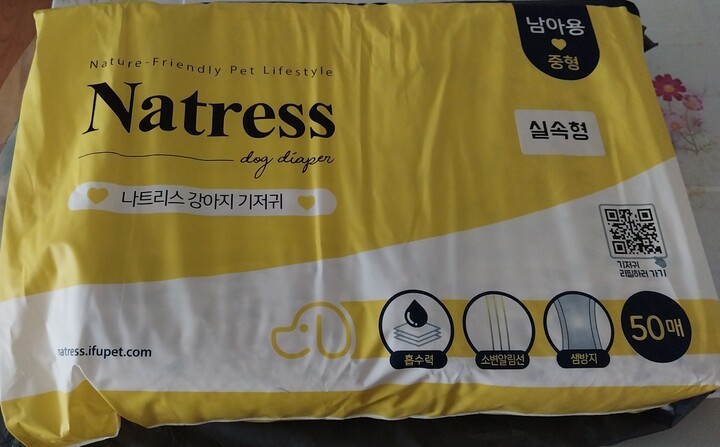 Nature-Friendly Pet Lifestyle
Natress
dog diaper
나트리스 강아지 기저귀
남아용
중형
실속형
기저귀
리필하러 가기
흡수력
소변알림선
샘방지
50매
natress.ifupet.com